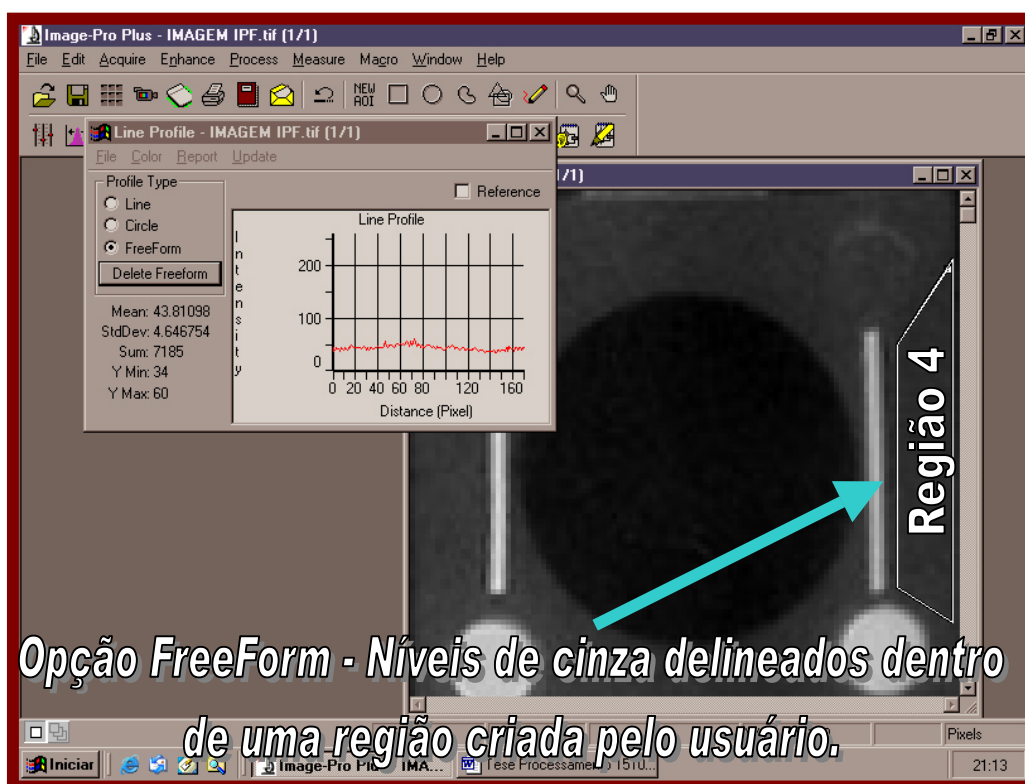 Image-Pro Plus - IMAGEM IPF.tif (1/1)
File Edit Acquire Enhance Process Measure Macro Window Help
NEW
AOI
Line Profile - IMAGEM IPF.tif (1/1)
File Color Report Update
/1)
Profile Type
Line
Circle
FreeForm
Delete Freeform
Reference
Mean: 43.81098
StdDev: 4.646754
Sum: 7185
Y Min: 34
Y Max: 60
Line Profile
Intensity
200
100
0
0 20 40 60 80 120 160
Distance (Pixel)
Região 4
Opção FreeForm - Níveis de cinza delineados dentro
de uma região criada pelo usuário.
Pixels
Iniciar
Image-Pro Plus - IMA...
Tese Processamento 1510...
21:13